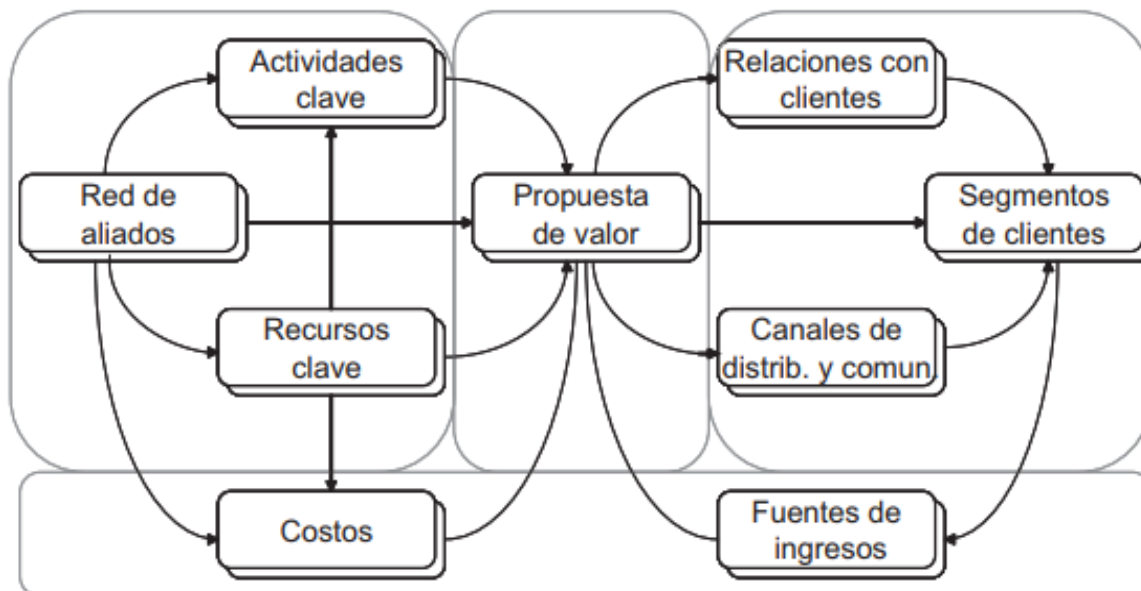 Actividades
clave
Relaciones con
clientes
Red de
aliados
Propuesta
de valor
Segmentos
de clientes
Recursos
clave
Canales de
distrib. y comun.
Costos
Fuentes de
ingresos